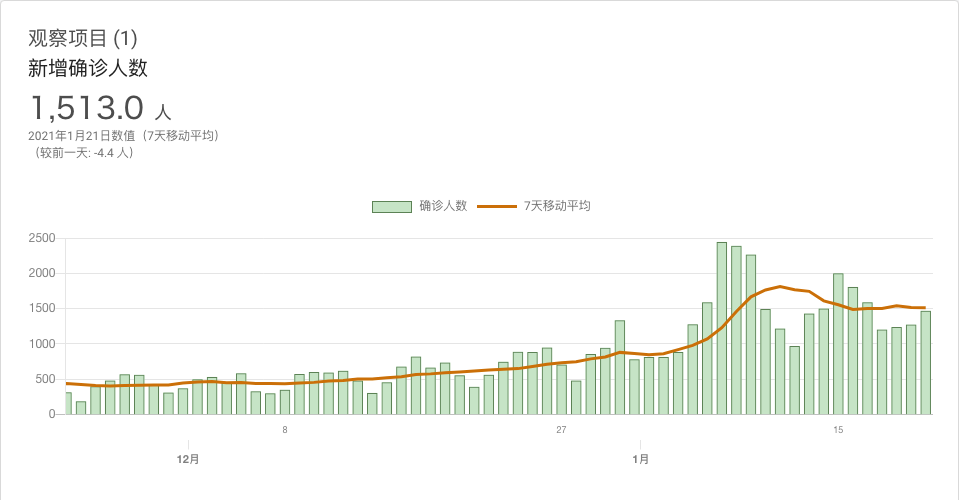 观察项目 (1)
新增确诊人数
1,513.0 人
2021年1月21日数值（7天移动平均）
（较前一天: -4.4 人）
确诊人数 7天移动平均
2500
2000
1500
1000
500
0
8 27 15
12月 1月